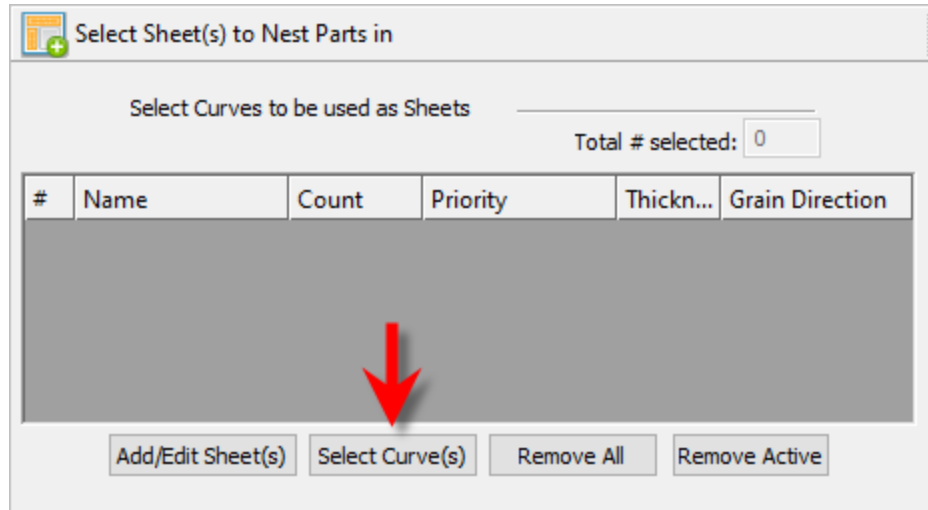 Select Sheet(s) to Nest Parts in
Select Curves to be used as Sheets
Total # selected: 0
# Name Count Priority Thickn... Grain Direction
Add/Edit Sheet(s) Select Curve(s) Remove All Remove Active